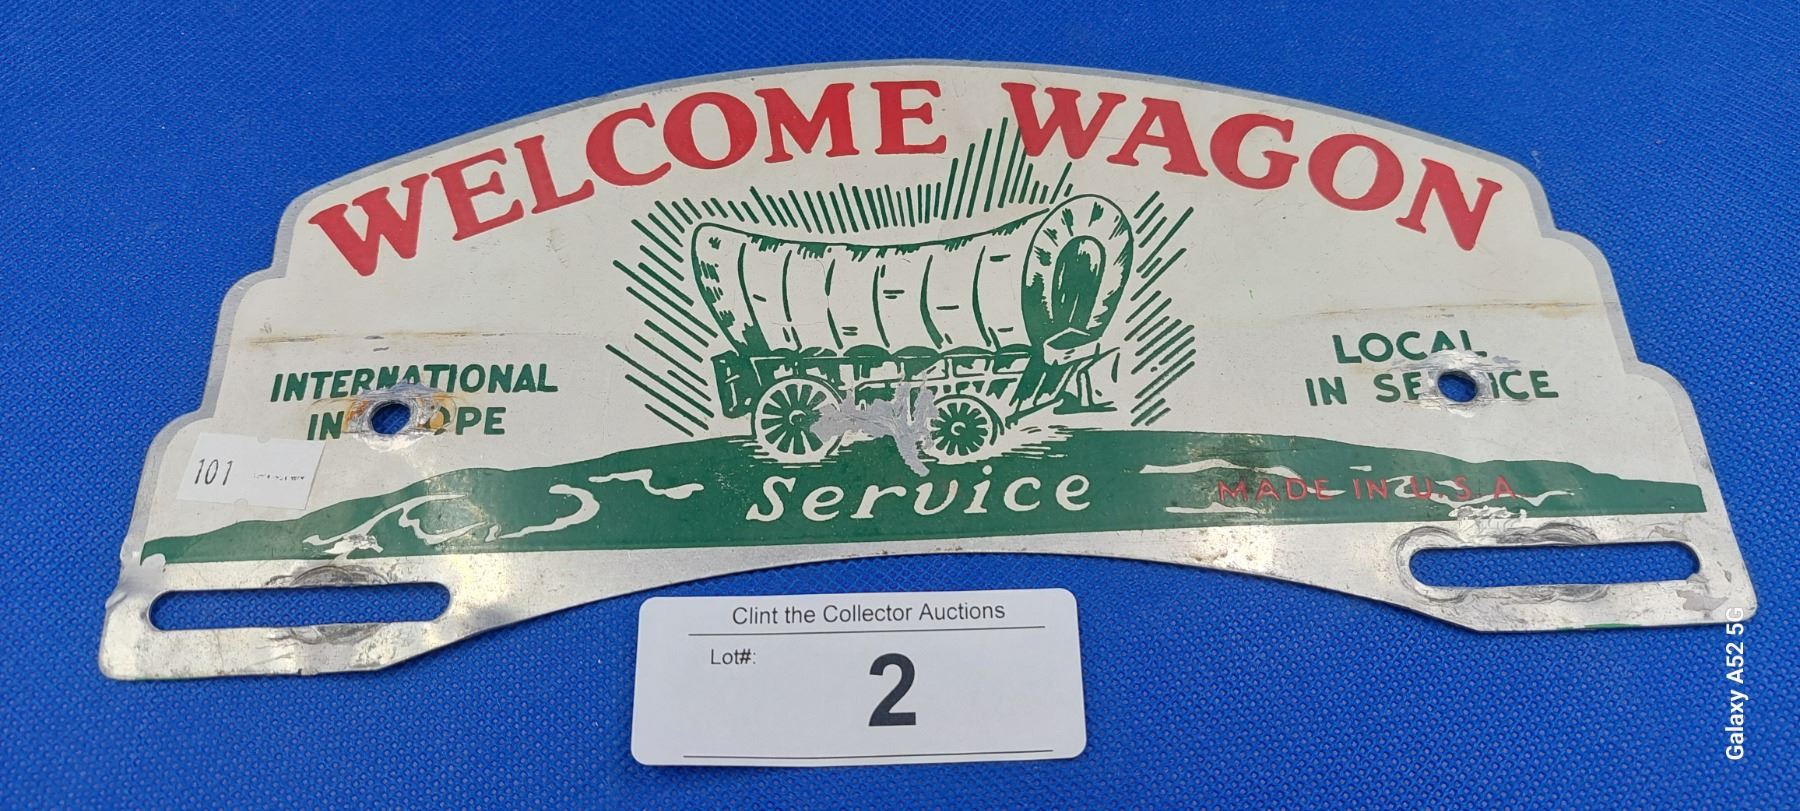 WELCOME WAGON
INTERNATIONAL
IN
LOCAL
IN SERVICE
101
Service
MADE IN U.S.A.
Clint the Collector Auctions
Lot#:
2
Galaxy A52 5G